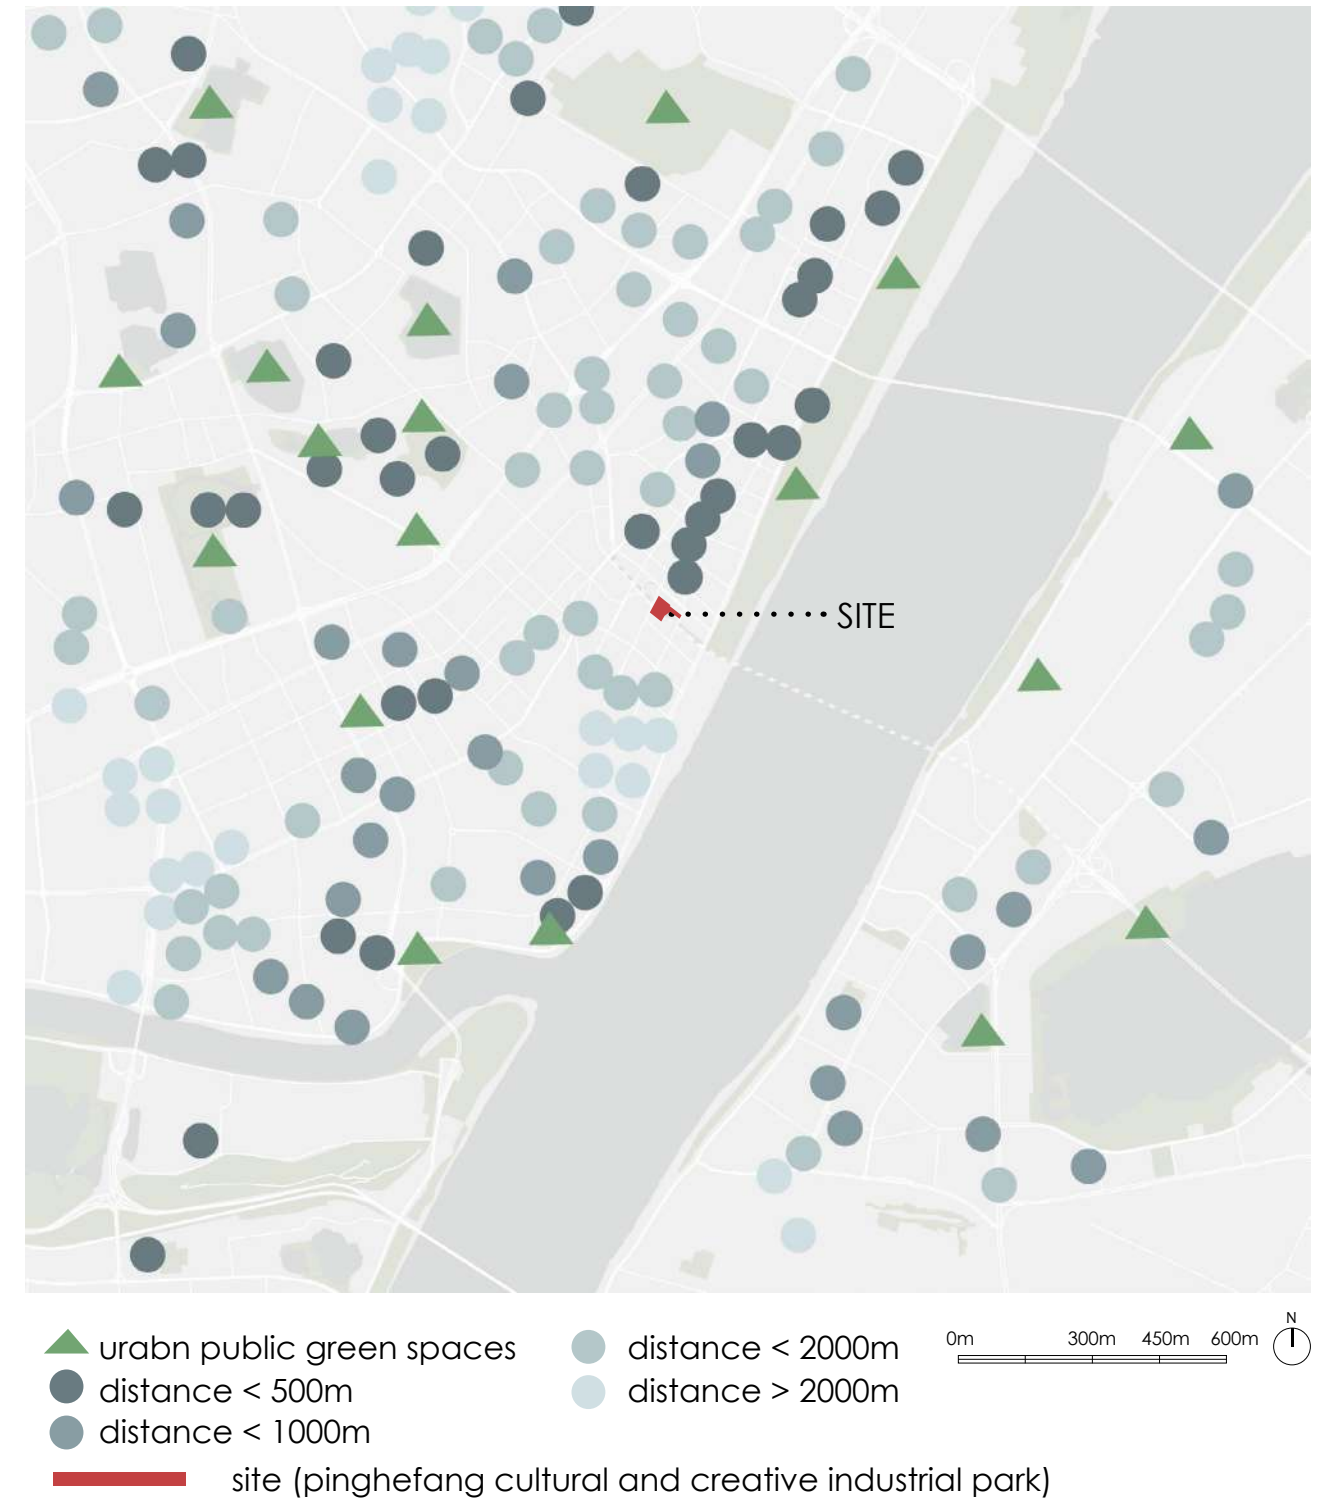 SITE
urabn public green spaces
distance < 500m
distance < 1000m
distance < 2000m
distance > 2000m
site (pinghefang cultural and creative industrial park)
0m 300m 450m 600m
N